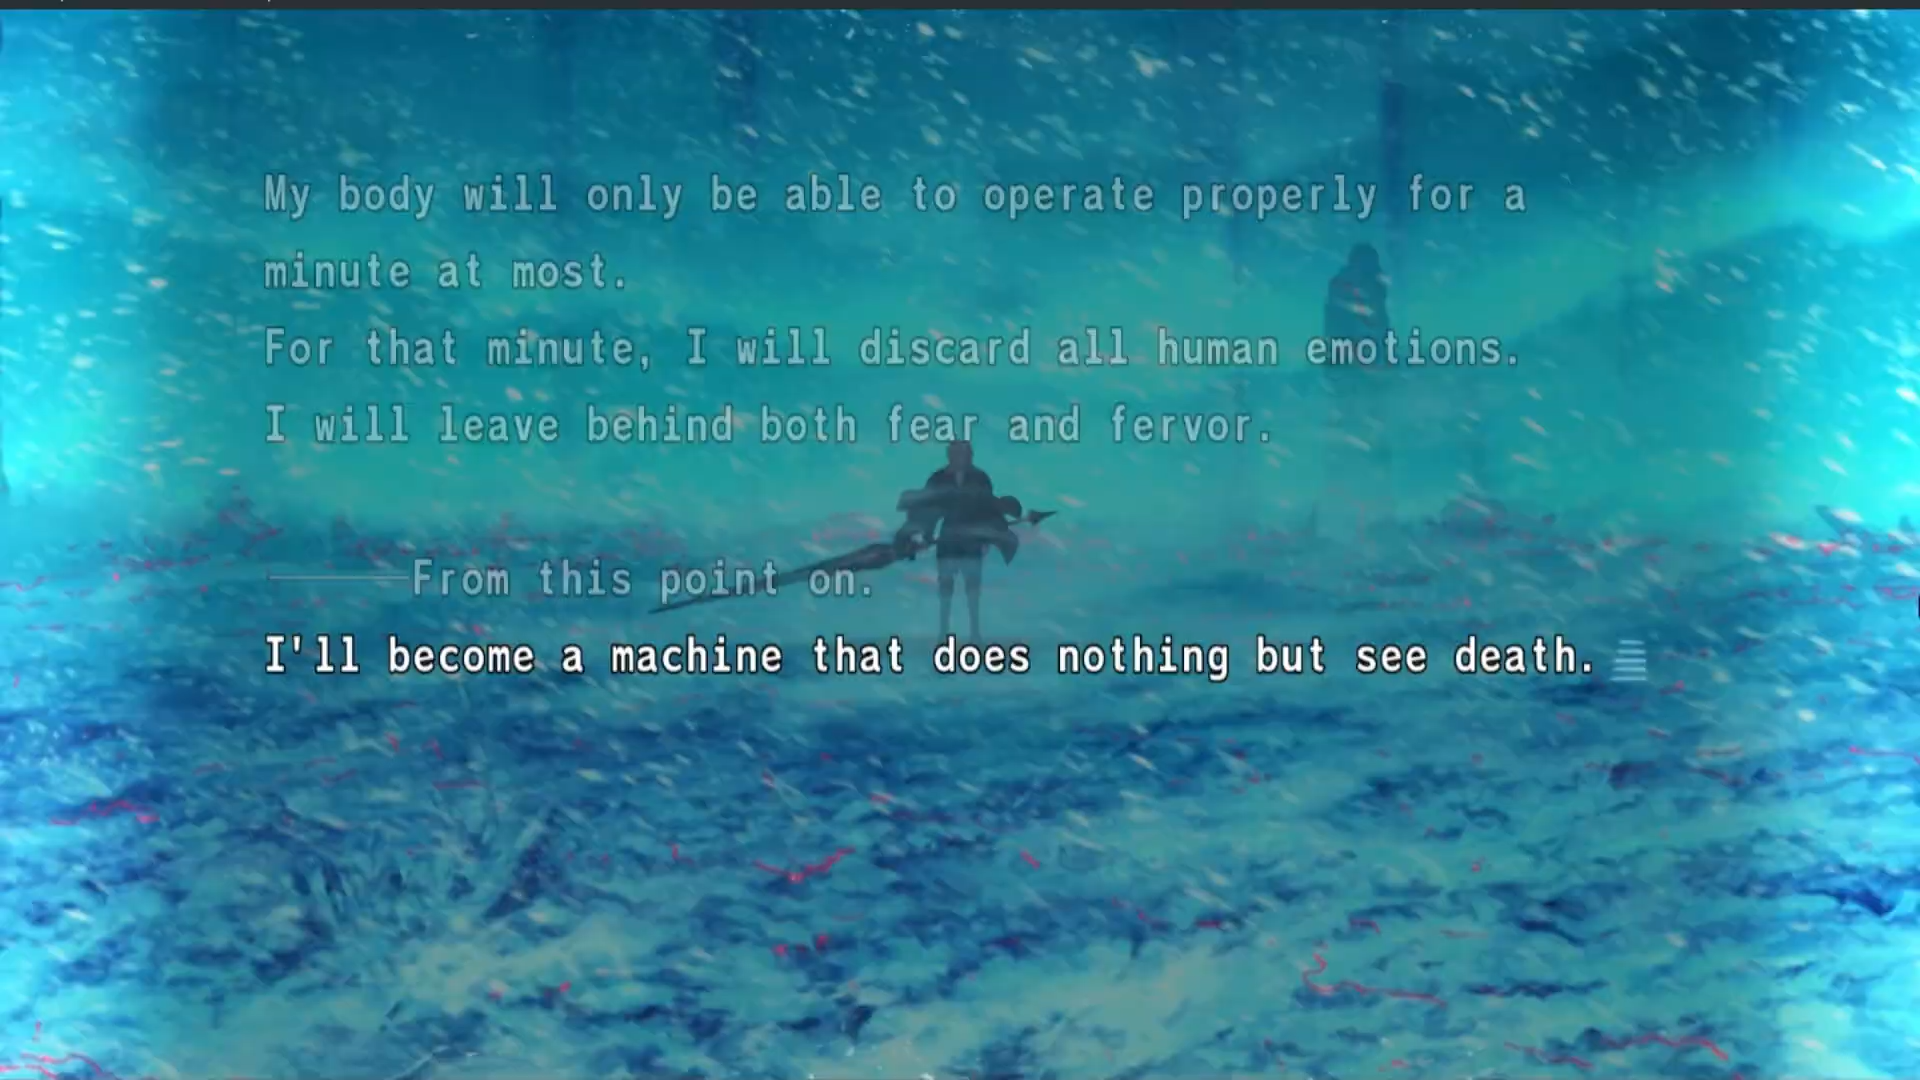 My body will only be able to operate properly for a
minute at most.
For that minute, I will discard all human emotions.
I will leave behind both fear and fervor.
———From this point on.
I'll become a machine that does nothing but see death.